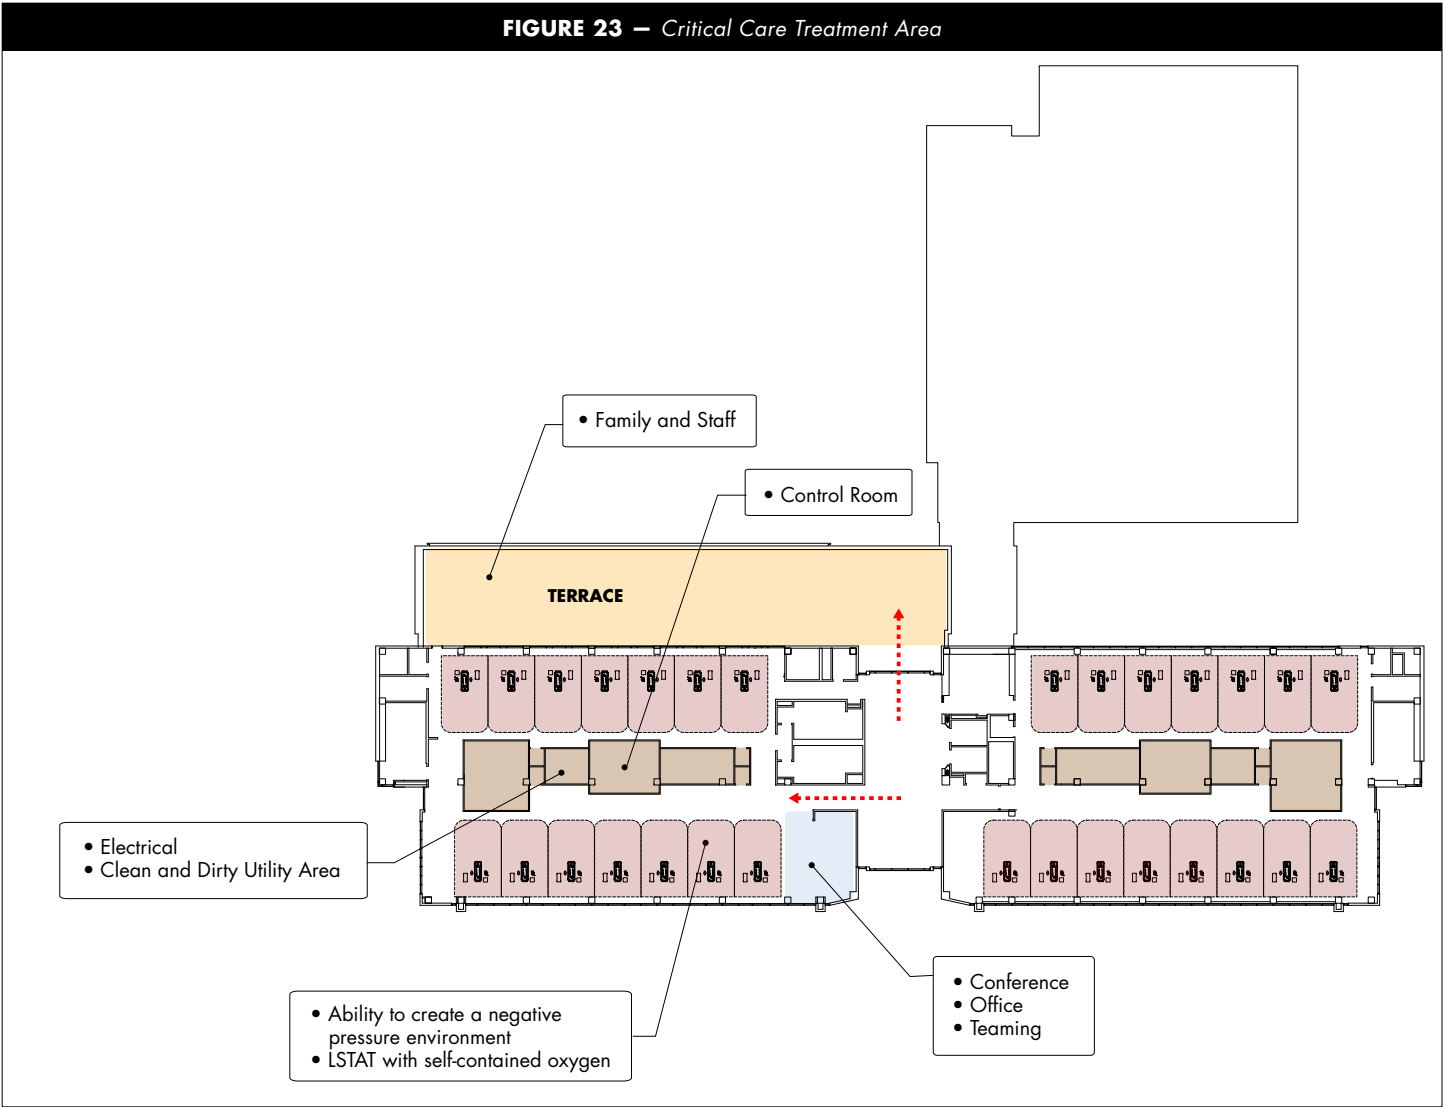 FIGURE 23 — Critical Care Treatment Area
• Family and Staff
• Control Room
TERRACE
• Electrical
• Clean and Dirty Utility Area
• Ability to create a negative
pressure environment
• LSTAT with self-contained oxygen
• Conference
• Office
• Teaming